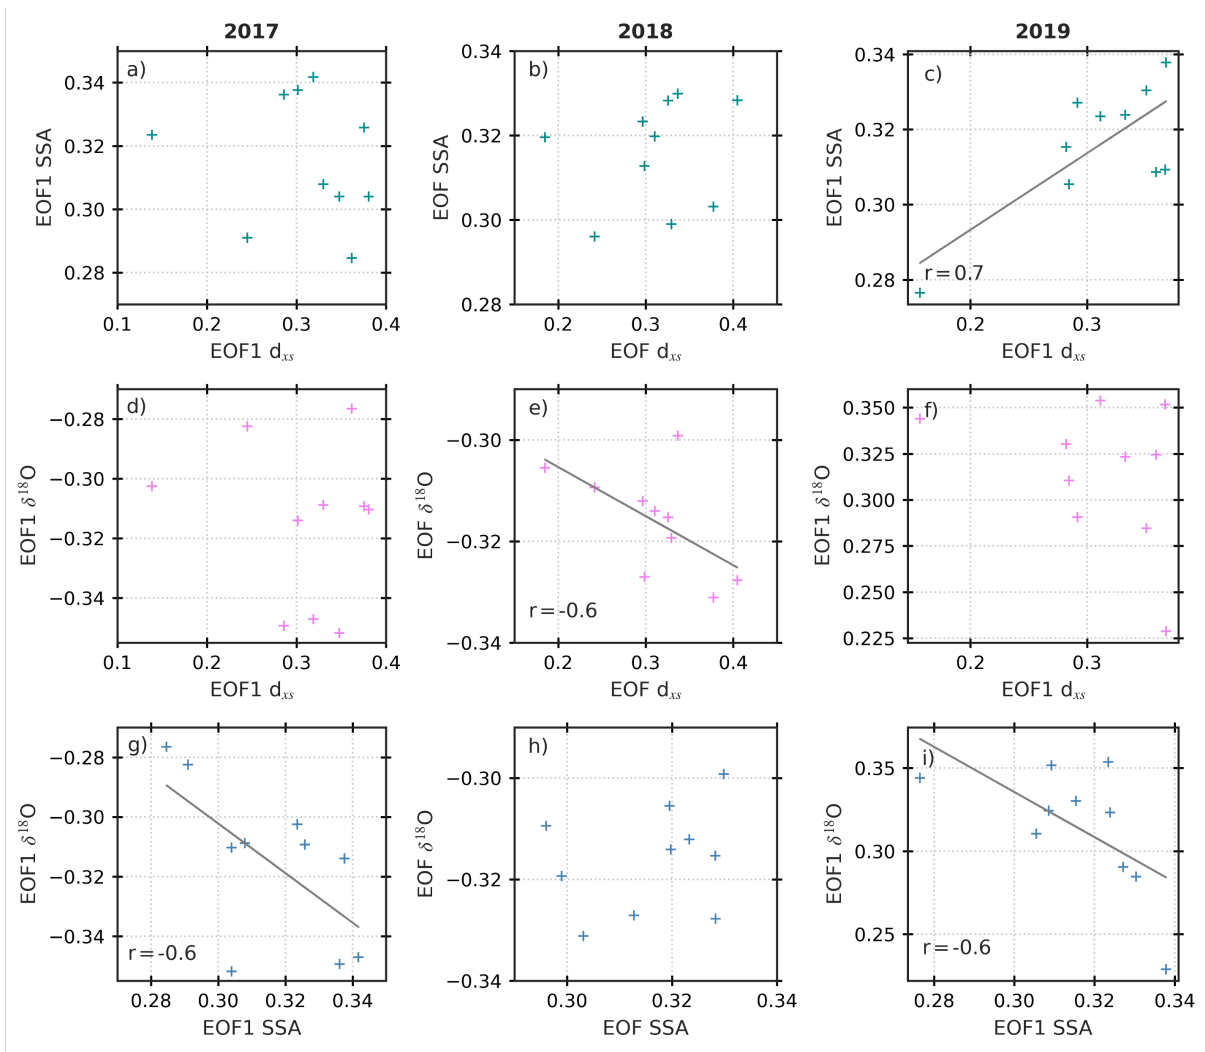 2017 2018 2019
a)
0.34
0.32
0.30
0.28
EOF1 SSA
0.1 0.2 0.3 0.4
EOF1 dxs
b)
0.34
0.32
0.30
0.28
EOF SSA
0.2 0.3 0.4
EOF dxs
c)
0.34
0.32
0.30
0.28
EOF1 SSA
r = 0.7
0.2 0.3
EOF1 dxs
d)
−0.28
−0.30
−0.32
−0.34
EOF1 δ18O
0.1 0.2 0.3 0.4
EOF1 dxs
e)
−0.30
−0.32
−0.34
EOF δ18O
r = -0.6
0.2 0.3 0.4
EOF dxs
f)
0.350
0.325
0.300
0.275
0.250
0.225
EOF1 δ18O
0.2 0.3
EOF1 dxs
g)
−0.28
−0.30
−0.32
−0.34
EOF1 δ18O
r = -0.6
0.28 0.30 0.32 0.34
EOF1 SSA
h)
−0.30
−0.32
−0.34
EOF δ18O
0.30 0.32 0.34
EOF SSA
i)
0.35
0.30
0.25
EOF1 δ18O
r = -0.6
0.28 0.30 0.32 0.34
EOF1 SSA